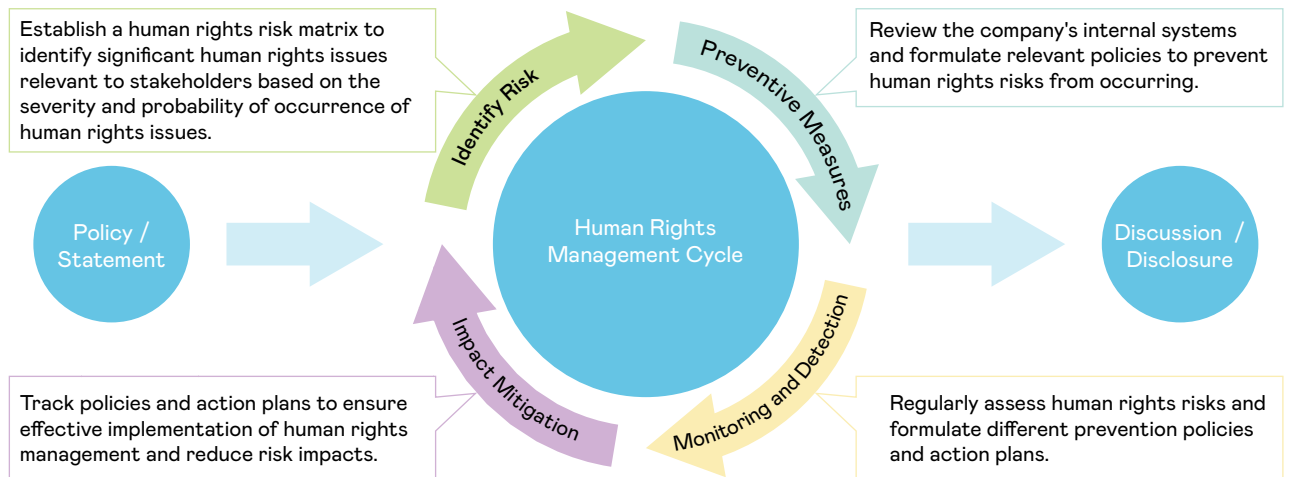 Establish a human rights risk matrix to
identify significant human rights issues
relevant to stakeholders based on the
severity and probability of occurrence of
human rights issues.
Identify Risk
Preventive Measures
Review the company's internal systems
and formulate relevant policies to prevent
human rights risks from occurring.
Policy /
Statement
Human Rights
Management Cycle
Discussion /
Disclosure
Impact Mitigation
Monitoring and Detection
Track policies and action plans to ensure
effective implementation of human rights
management and reduce risk impacts.
Regularly assess human rights risks and
formulate different prevention policies
and action plans.